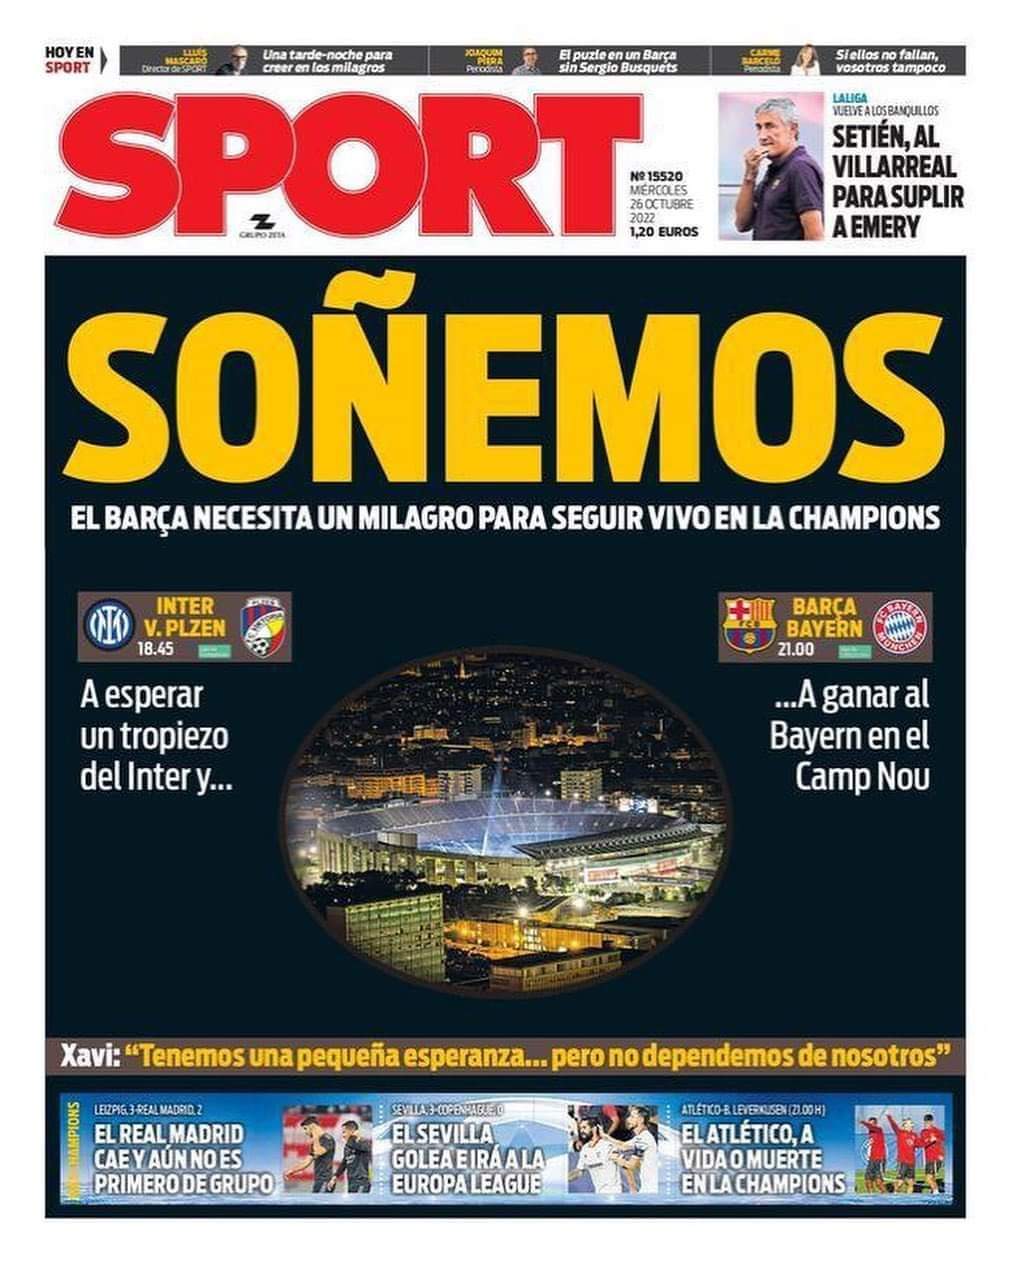 HOY EN
SPORT
LLUÍS
MASCARÓ
Director de SPORT
Una tarde-noche para
creer en los milagros
JOAQUIM
PIERA
Periodista
El puzle en un Barça
sin Sergio Busquets
CARME
BARCELÓ
Periodista
Si ellos no fallan,
vosotros tampoco
SPORT
GRUPO ZETA
Nº 15520
MIÉRCOLES
26 OCTUBRE
2022
1,20 EUROS
LALIGA
VUELVE A LOS BANQUILLOS
SETIÉN, AL
VILLARREAL
PARA SUPLIR
A EMERY
SOÑEMOS
EL BARÇA NECESITA UN MILAGRO PARA SEGUIR VIVO EN LA CHAMPIONS
INTER
V. PLZEN
18.45
A esperar
un tropiezo
del Inter y...
BARÇA
BAYERN
21.00
FCB
FC BAYERN
MÜNCHEN
...A ganar al
Bayern en el
Camp Nou
Xavi: “Tenemos una pequeña esperanza... pero no dependemos de nosotros”
CHAMPIONS
LEIZPIG, 3-REAL MADRID, 2
EL REAL MADRID
CAE Y AÚN NO ES
PRIMERO DE GRUPO
SEVILLA, 3-COPENHAGUE, 0
EL SEVILLA
GOLEA E IRÁ A LA
EUROPA LEAGUE
ATLÉTICO-B. LEVERKUSEN (21.00 H)
EL ATLÉTICO, A
VIDA O MUERTE
EN LA CHAMPIONS